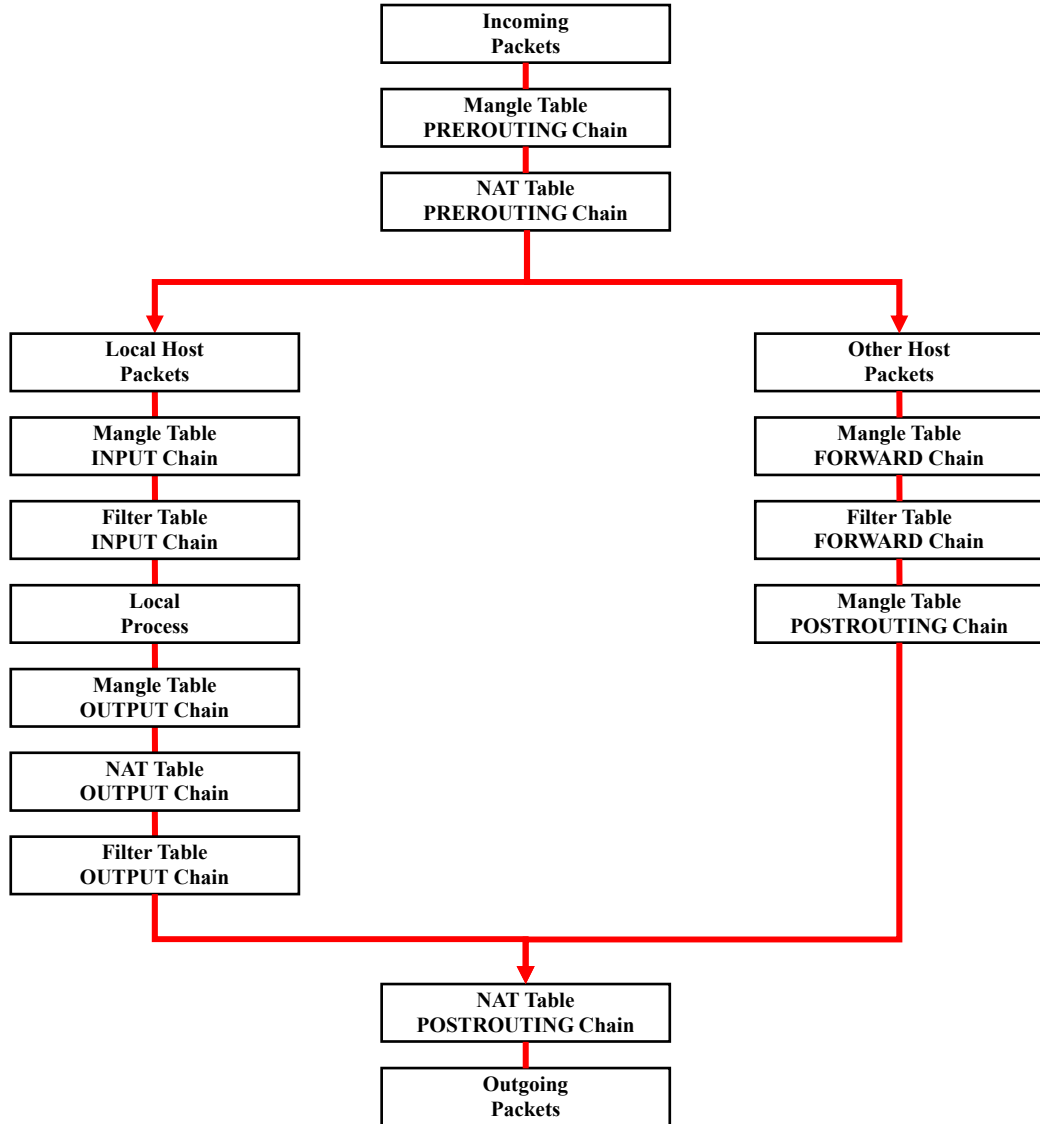 Incoming
Packets
Mangle Table
PREROUTING Chain
NAT Table
PREROUTING Chain
Local Host
Packets
Mangle Table
INPUT Chain
Filter Table
INPUT Chain
Local
Process
Mangle Table
OUTPUT Chain
NAT Table
OUTPUT Chain
Filter Table
OUTPUT Chain
Other Host
Packets
Mangle Table
FORWARD Chain
Filter Table
FORWARD Chain
Mangle Table
POSTROUTING Chain
NAT Table
POSTROUTING Chain
Outgoing
Packets